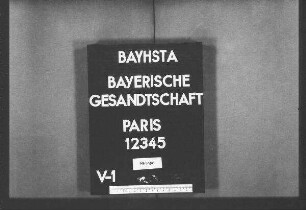 BAYHSTA
BAYERISCHE
GESANDTSCHAFT
PARIS
12345
V-1